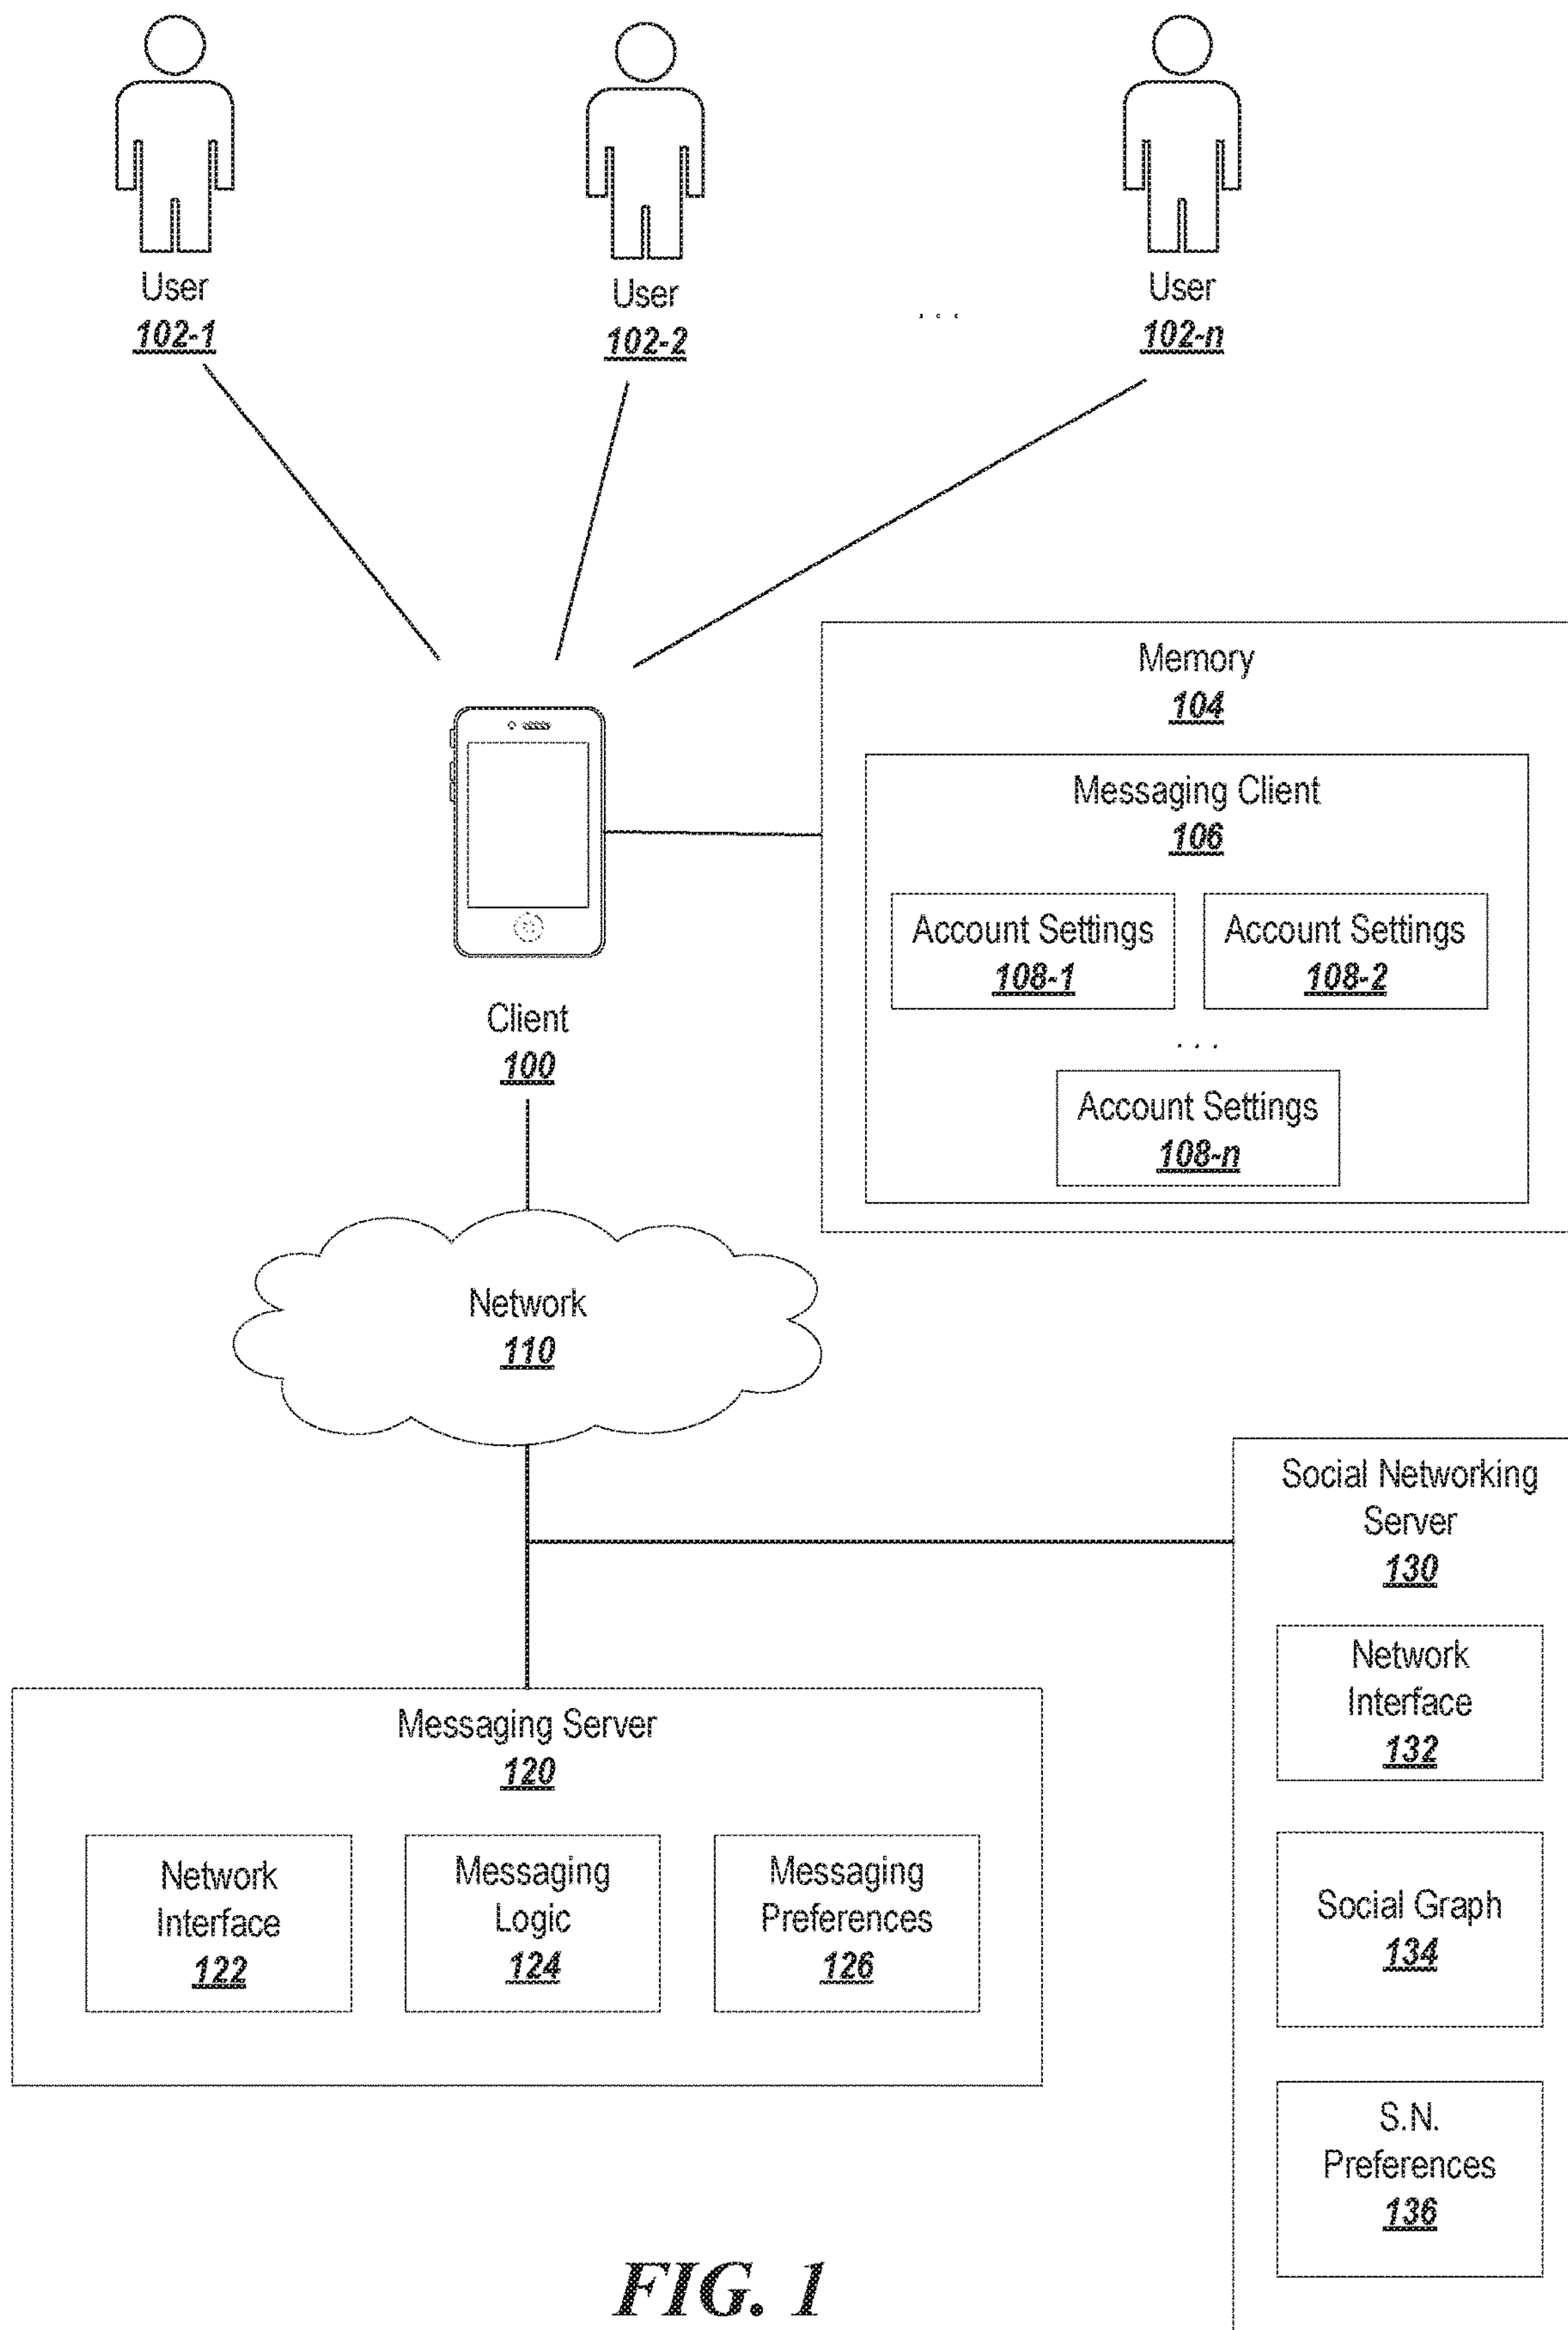 User
102-1
User
102-2
. . .
User
102-n
Memory
104
Messaging Client
106
Account Settings
108-1
Account Settings
108-2
. . .
Account Settings
108-n
Client
100
Network
110
Social Networking
Server
130
Network
Interface
132
Social Graph
134
S.N.
Preferences
136
Messaging Server
120
Network
Interface
122
Messaging
Logic
124
Messaging
Preferences
126
FIG. 1